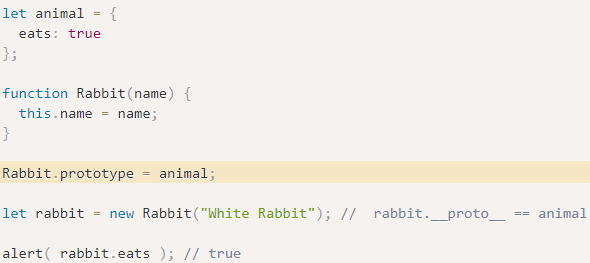 let animal = {
  eats: true
};

function Rabbit(name) {
  this.name = name;
}

Rabbit.prototype = animal;

let rabbit = new Rabbit("White Rabbit"); //  rabbit.__proto__ == animal

alert( rabbit.eats ); // true